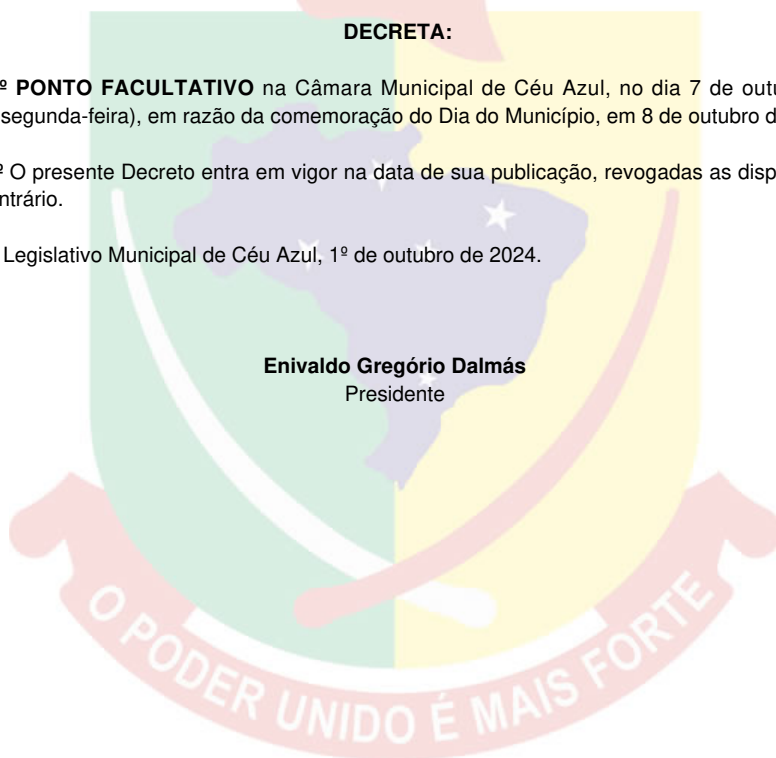 DECRETA:
º PONTO FACULTATIVO na Câmara Municipal de Céu Azul, no dia 7 de outu
segunda-feira), em razão da comemoração do Dia do Município, em 8 de outubro d
º O presente Decreto entra em vigor na data de sua publicação, revogadas as disp
ntrário.
Legislativo Municipal de Céu Azul, 1º de outubro de 2024.
Enivaldo Gregório Dalmás
Presidente
O PODER UNIDO É MAIS FORTE